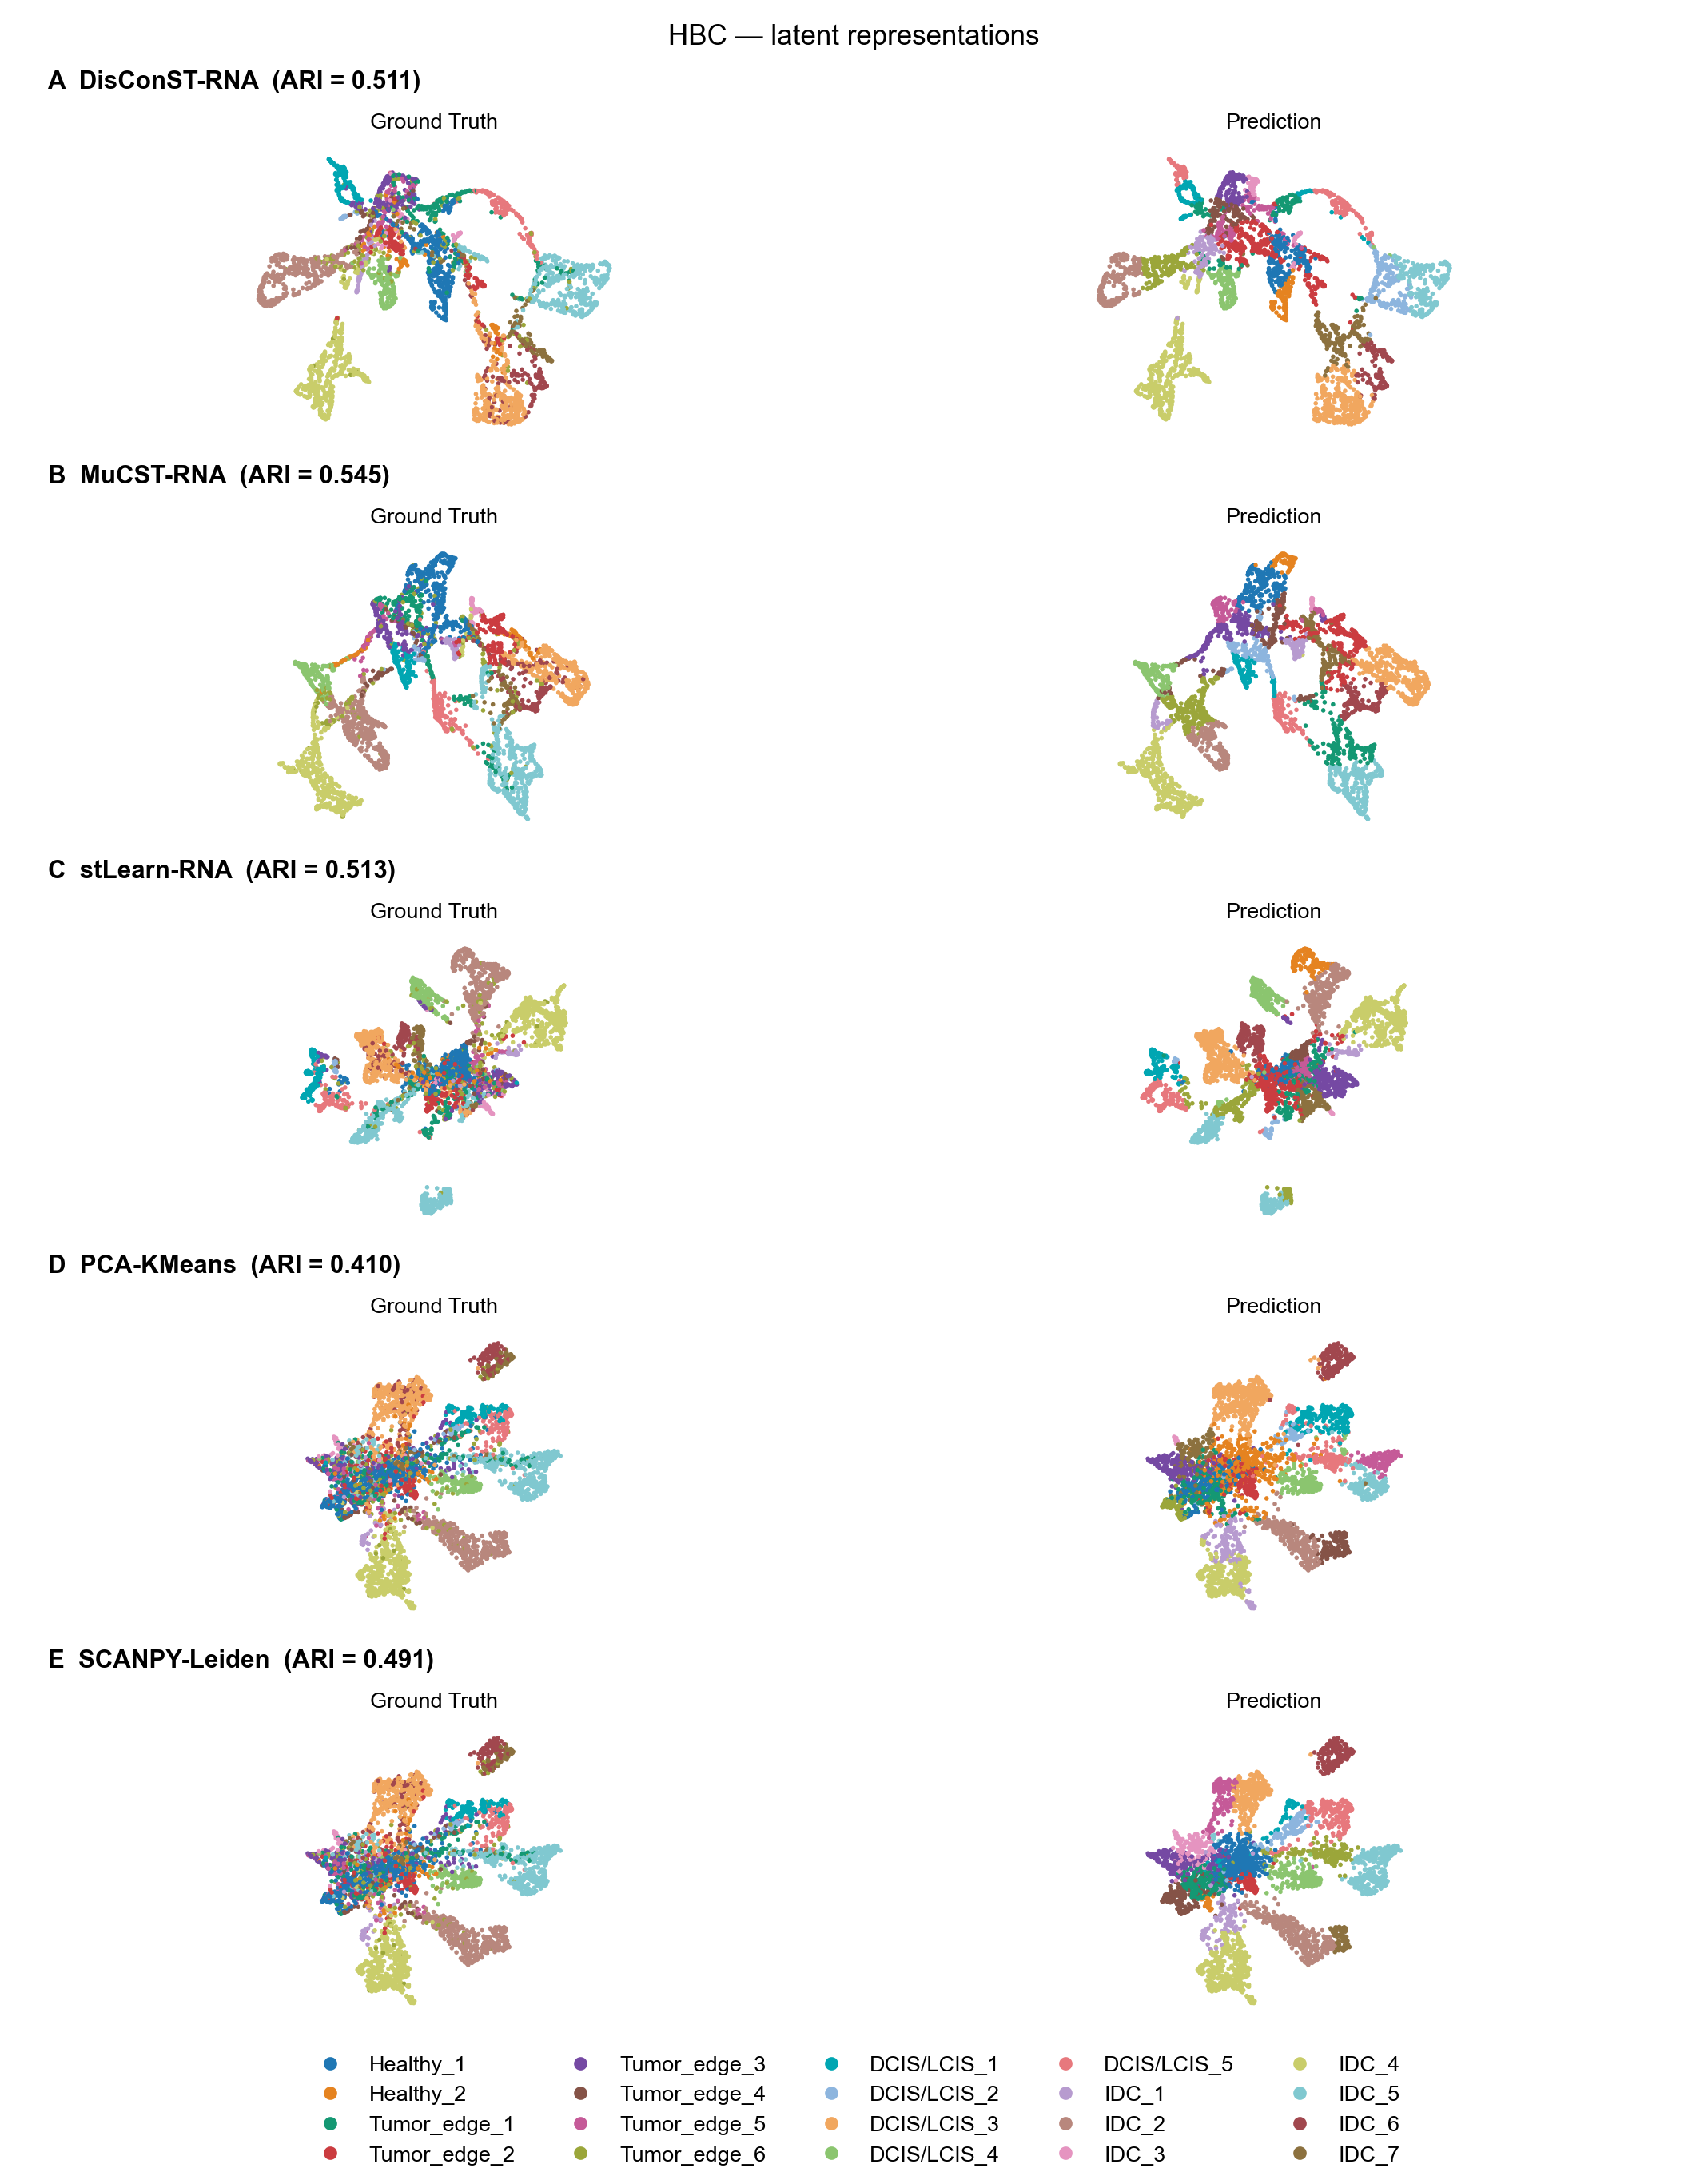 HBC — latent representations
A DisConST-RNA (ARI = 0.511)
Ground Truth
Prediction
B MuCST-RNA (ARI = 0.545)
Ground Truth
Prediction
C stLearn-RNA (ARI = 0.513)
Ground Truth
Prediction
D PCA-KMeans (ARI = 0.410)
Ground Truth
Prediction
E SCANPY-Leiden (ARI = 0.491)
Ground Truth
Prediction
Healthy_1
Healthy_2
Tumor_edge_1
Tumor_edge_2
Tumor_edge_3
Tumor_edge_4
Tumor_edge_5
Tumor_edge_6
DCIS/LCIS_1
DCIS/LCIS_2
DCIS/LCIS_3
DCIS/LCIS_4
DCIS/LCIS_5
IDC_1
IDC_2
IDC_3
IDC_4
IDC_5
IDC_6
IDC_7